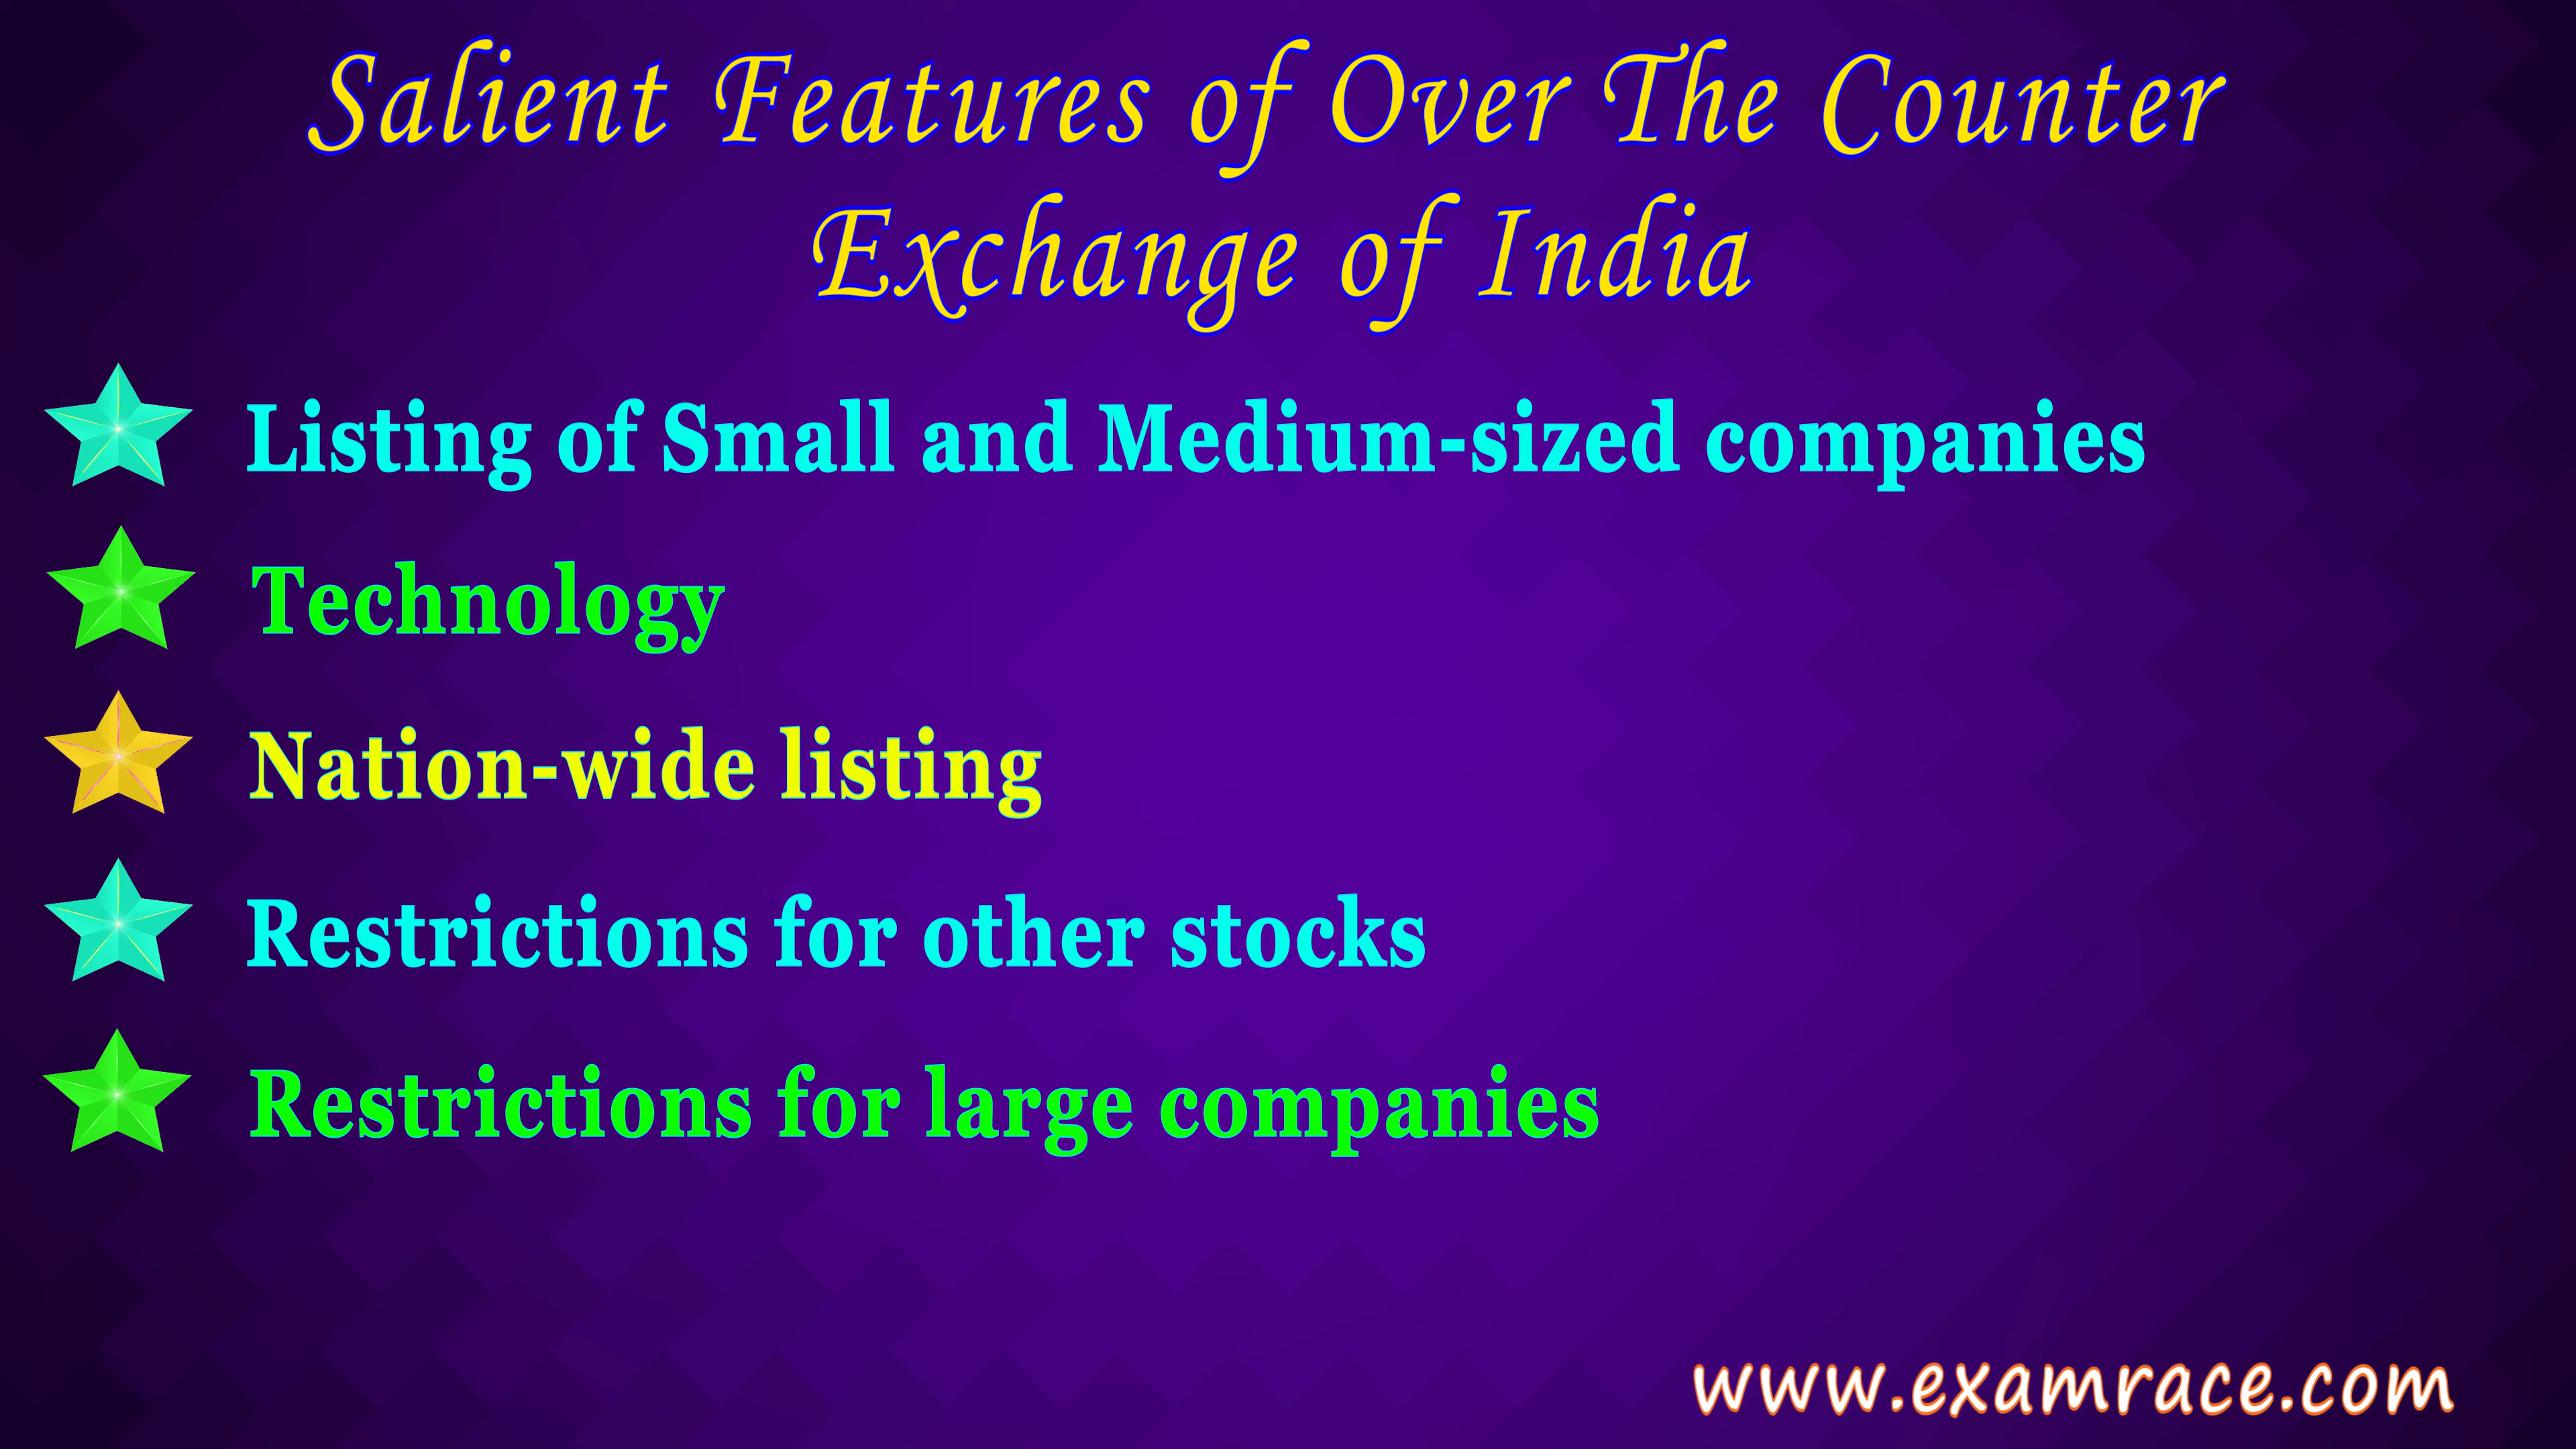 Salient Features of Over The Counter
Exchange of India
Listing of Small and Medium-sized companies
Technology
Nation-wide listing
Restrictions for other stocks
Restrictions for large companies
www.examrace.com